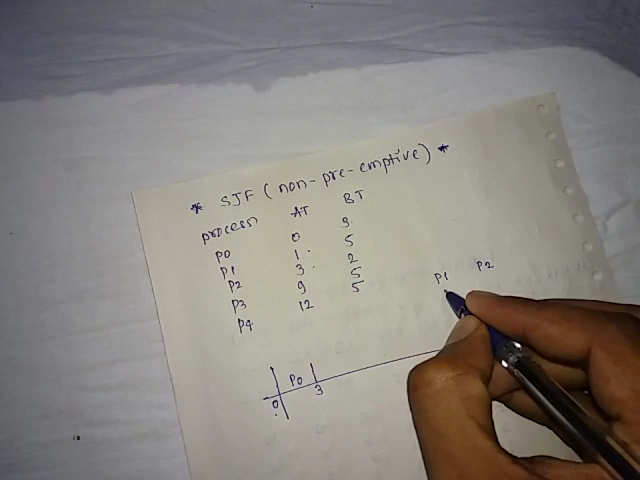 * SJF (non-pre-emptive) *
process AT BT
P0 0 3
P1 1 5
P2 3 2
P3 9 5
P4 12 5
P1 P2
P0
0 3